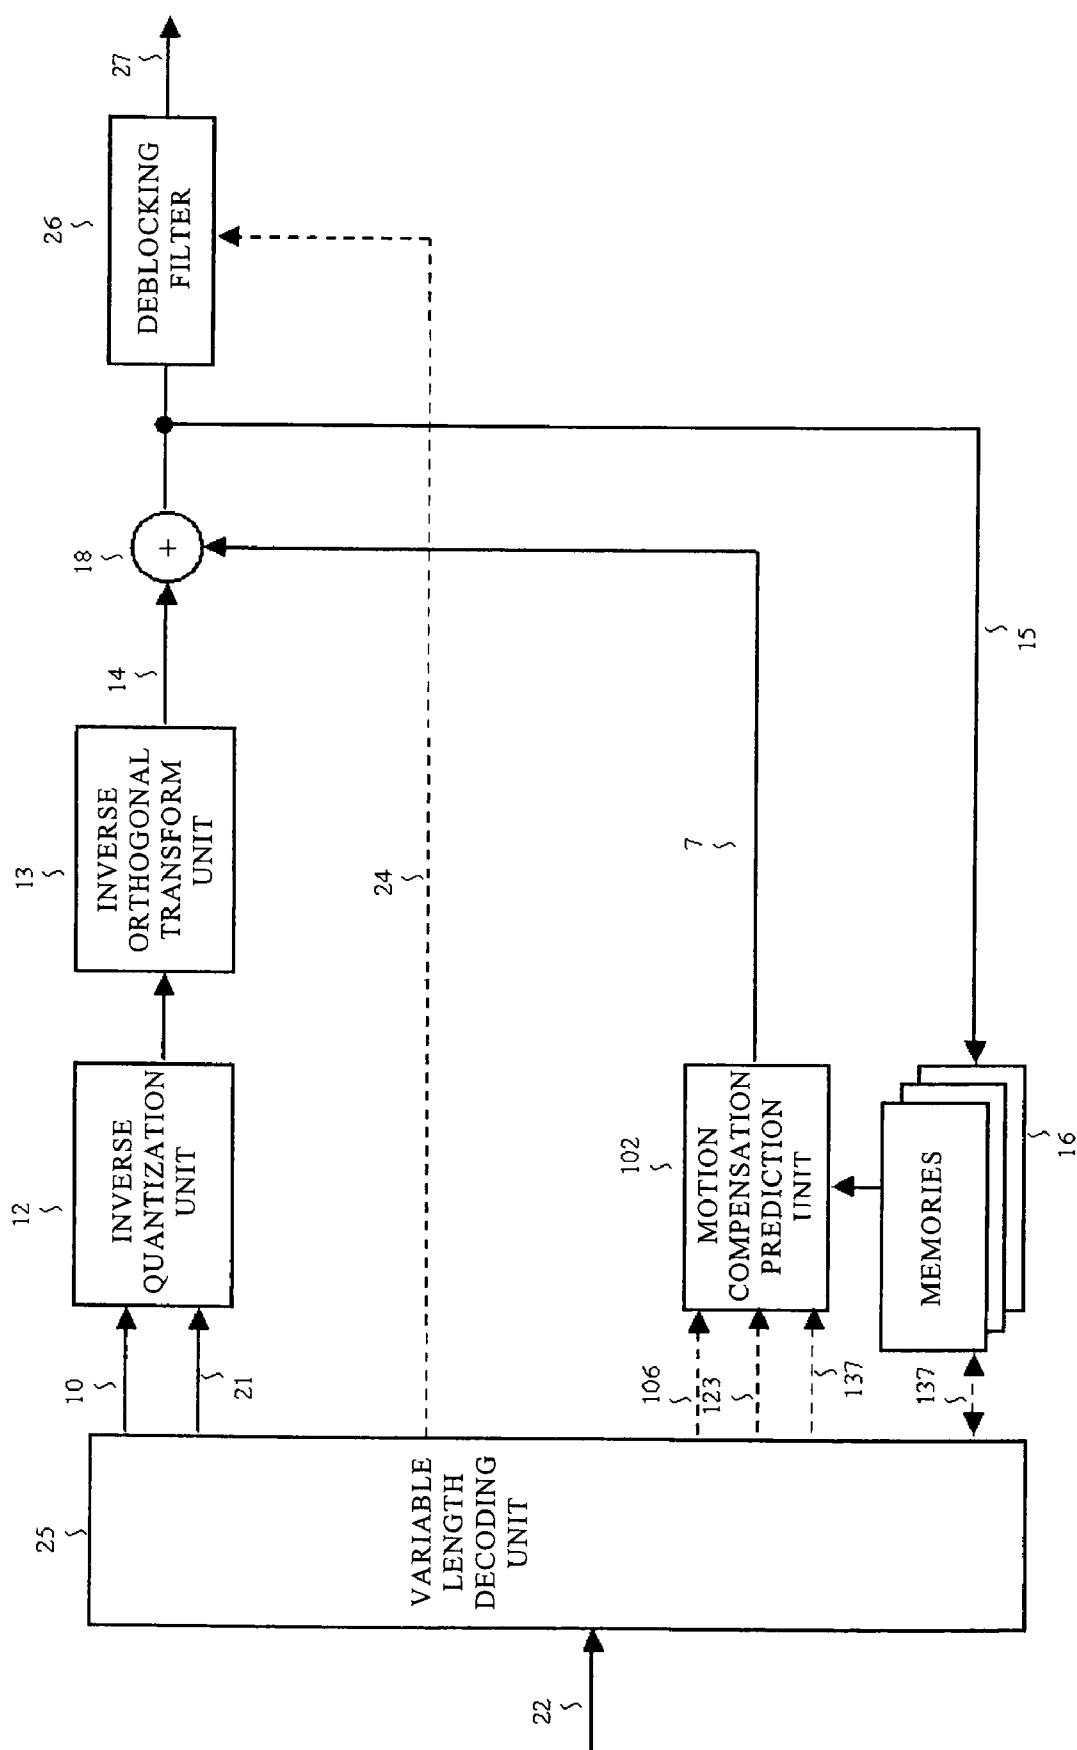 22
25
VARIABLE
LENGTH
DECODING
UNIT
10
21
12
INVERSE
QUANTIZATION
UNIT
13
INVERSE
ORTHOGONAL
TRANSFORM
UNIT
14
18
+
26
DEBLOCKING
FILTER
27
24
106
123
137
102
MOTION
COMPENSATION
PREDICTION
UNIT
7
137
MEMORIES
16
15